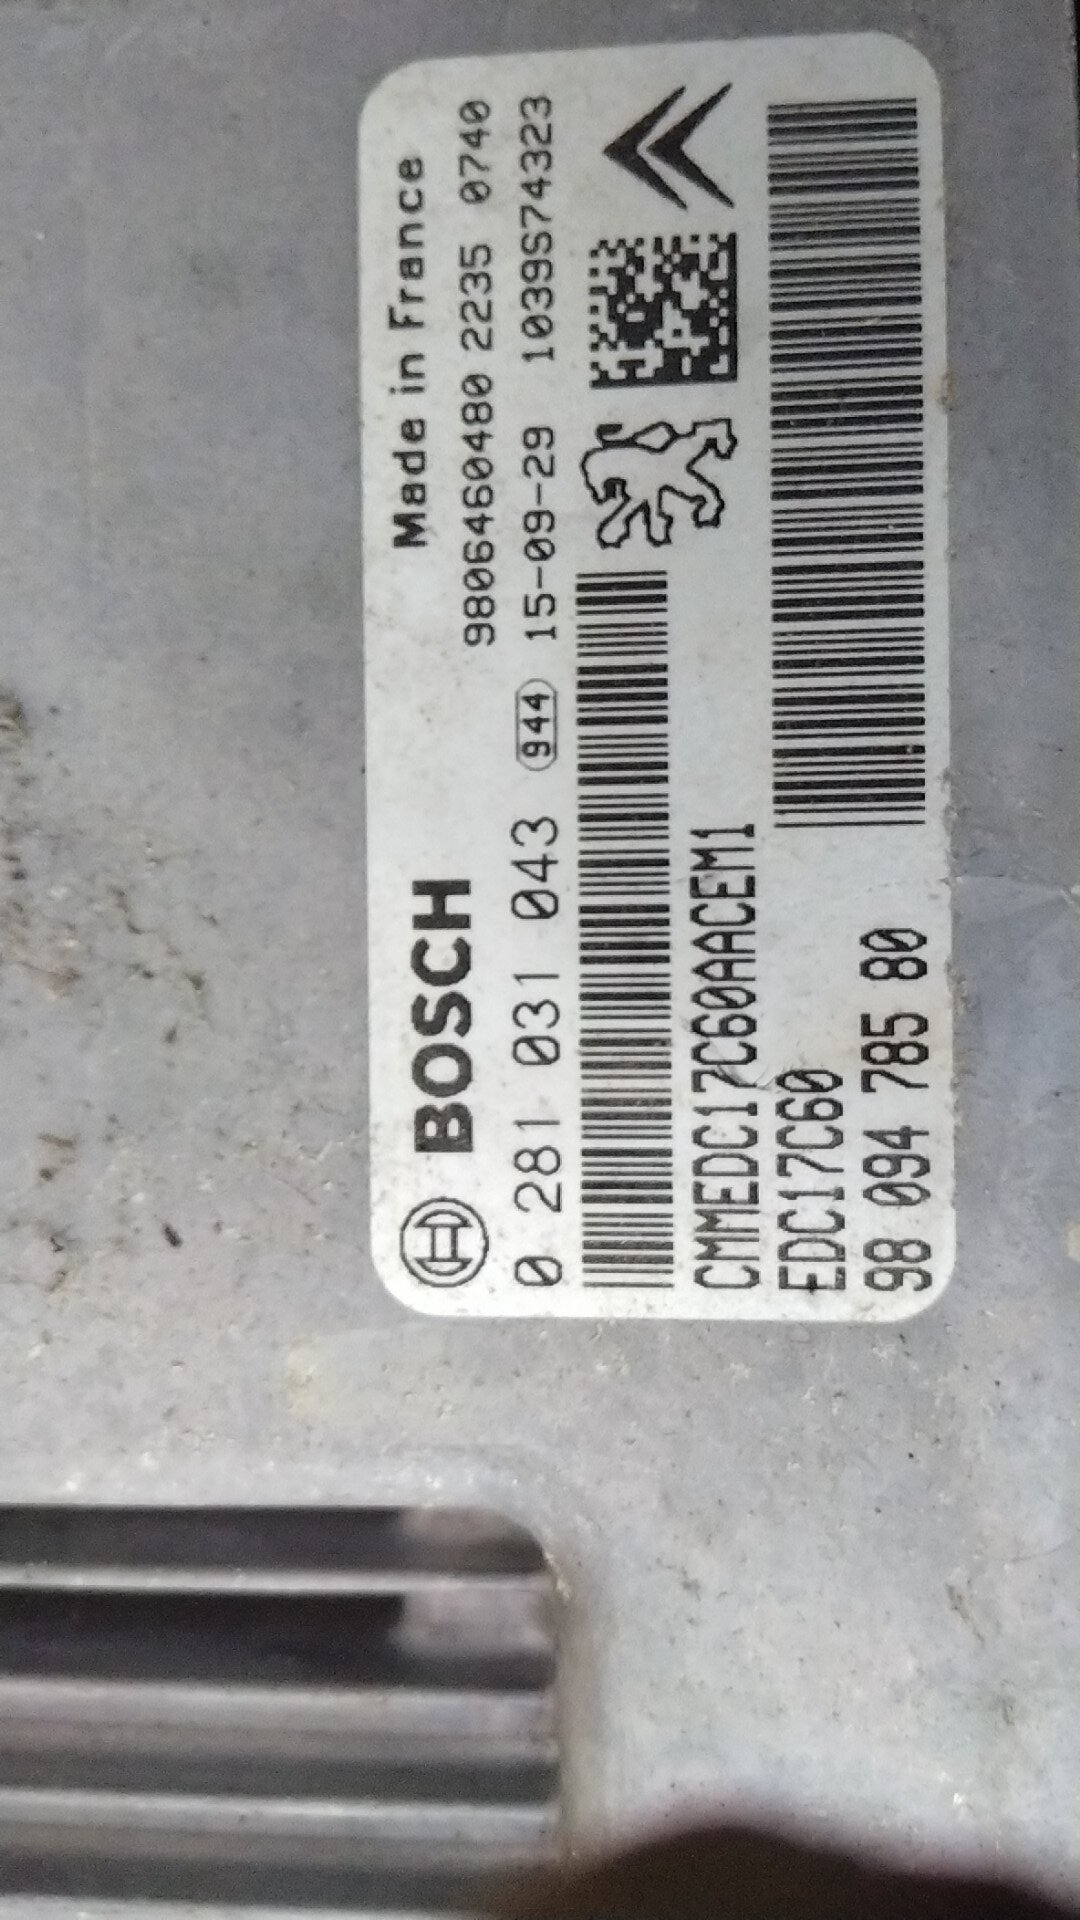 Made in France
BOSCH
9806460480 2235 0740
0 281 031 043 944 15-09-29 1039S74323
CMMEDC17C60AACEM1
EDC17C60
98 094 785 80